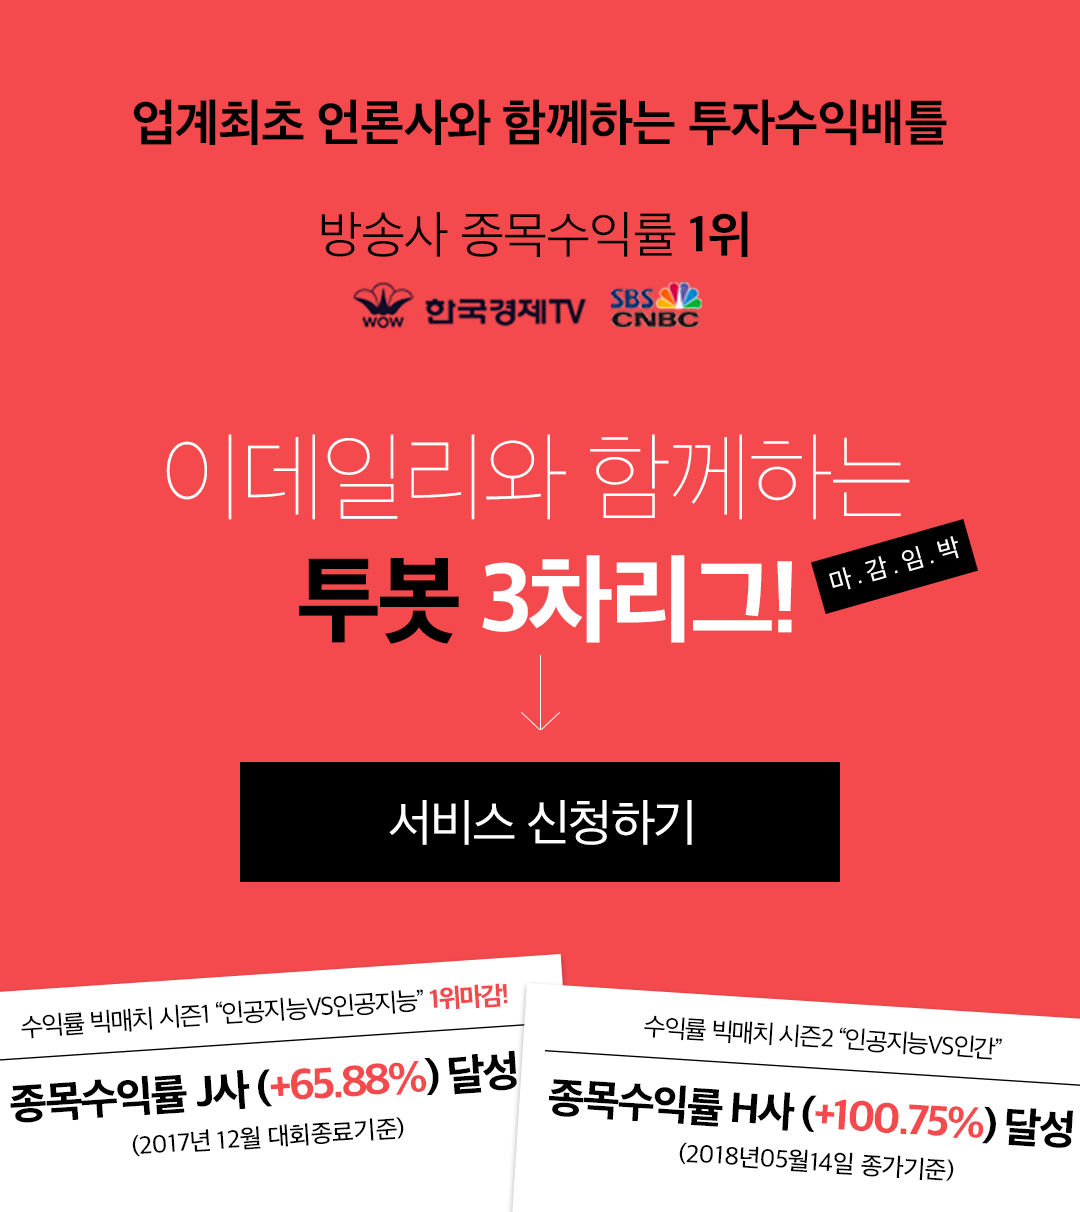 업계최초 언론사와 함께하는 투자수익배틀
방송사 종목수익률 1위
WOW 한국경제TV SBS CNBC
이데일리와 함께하는
투봇 3차리그!
마.감.임.박
서비스 신청하기
수익률 빅매치 시즌1 “인공지능VS인공지능” 1위마감!
종목수익률 J사 (+65.88%) 달성
(2017년 12월 대회종료기준)
수익률 빅매치 시즌2 “인공지능VS인간”
종목수익률 H사 (+100.75%) 달성
(2018년05월14일 종가기준)